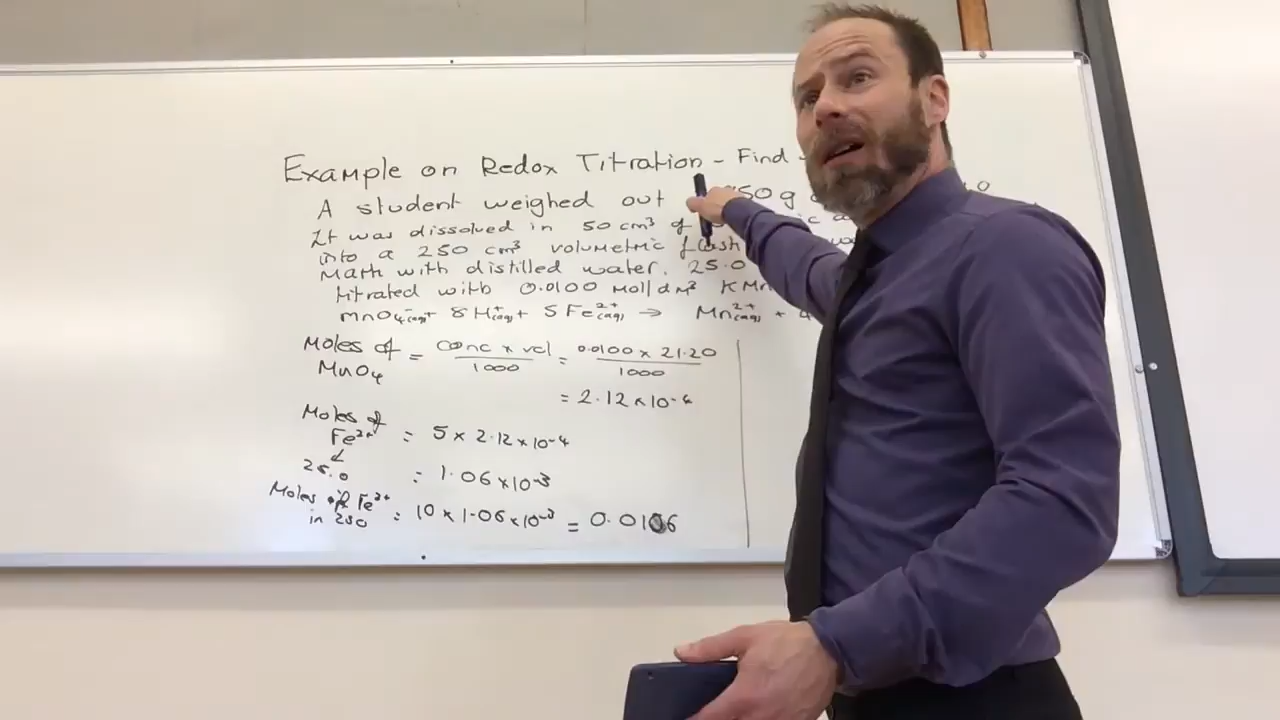 Example on Redox Titration - Find -
A student weighed out 950 g
It was dissolved in 50 cm³ of
into a 250 cm³ volumetric flash
Math with distilled water. 25.0
titrated with 0.0100 Mol/dm³ KMn
MnO₄⁻(aq) + 8H⁺(aq) + 5Fe²⁺(aq) → Mn²⁺(aq) +
Moles of MnO₄ = conc x vol / 1000 = 0.0100 x 21.20 / 1000
= 2.12 x 10⁻⁴
Moles of Fe²⁺ = 5 x 2.12 x 10⁻⁴
↓
25.0 = 1.06 x 10⁻³
Moles of Fe²⁺ in 250 = 10 x 1.06 x 10⁻³ = 0.0106